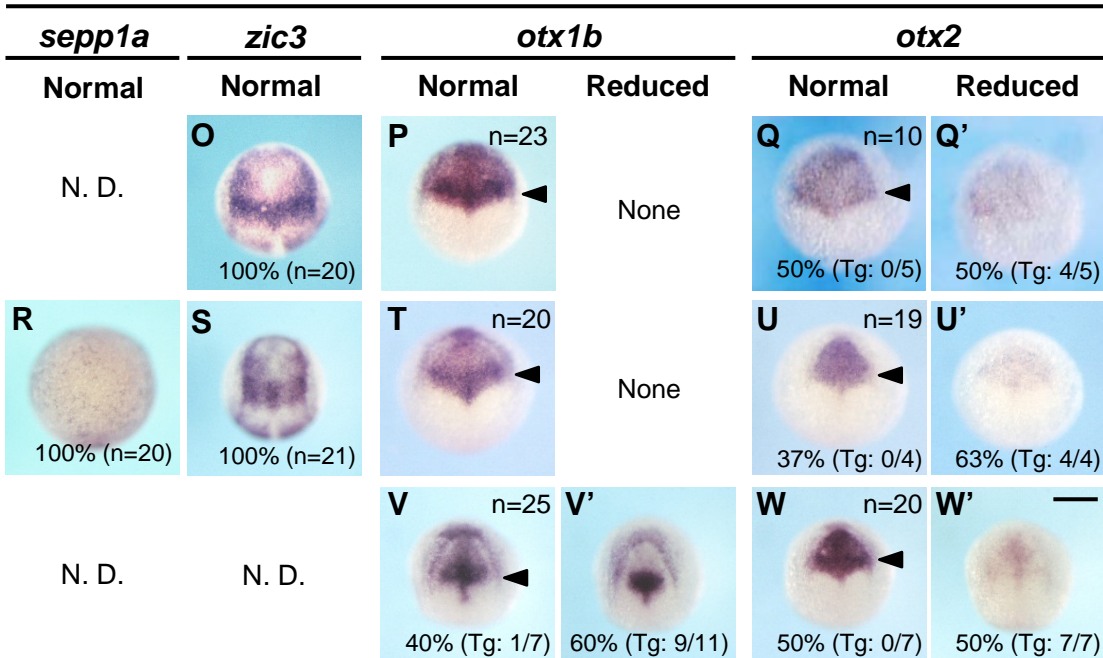 sepp1a zic3 otx1b otx2
Normal Normal Normal Reduced Normal Reduced
N. D.
O
100% (n=20)
P n=23
None
Q n=10
50% (Tg: 0/5)
Q'
50% (Tg: 4/5)
R
100% (n=20)
S
100% (n=21)
T n=20
None
U n=19
37% (Tg: 0/4)
U'
63% (Tg: 4/4)
N. D.
N. D.
V n=25
40% (Tg: 1/7)
V'
60% (Tg: 9/11)
W n=20
50% (Tg: 0/7)
W'
50% (Tg: 7/7)